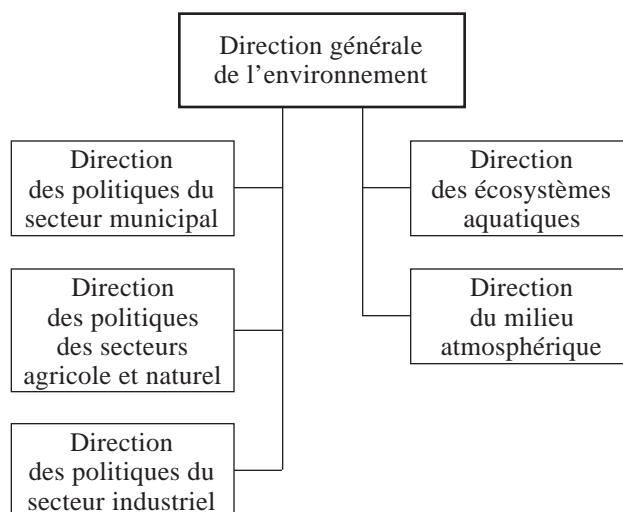 Direction générale
de l'environnement
Direction
des politiques du
secteur municipal
Direction
des écosystèmes
aquatiques
Direction
des politiques
des secteurs
agricole et naturel
Direction
du milieu
atmosphérique
Direction
des politiques du
secteur industriel